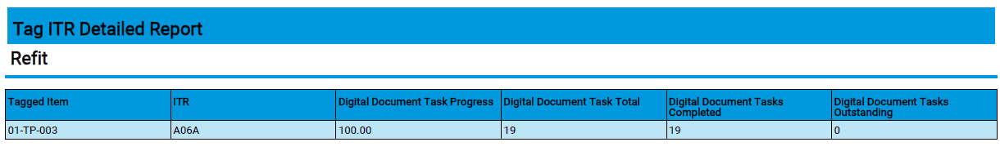 Tag ITR Detailed Report
Refit
Tagged Item ITR Digital Document Task Progress Digital Document Task Total Digital Document Tasks Completed Digital Document Tasks Outstanding
01-TP-003 A06A 100.00 19 19 0